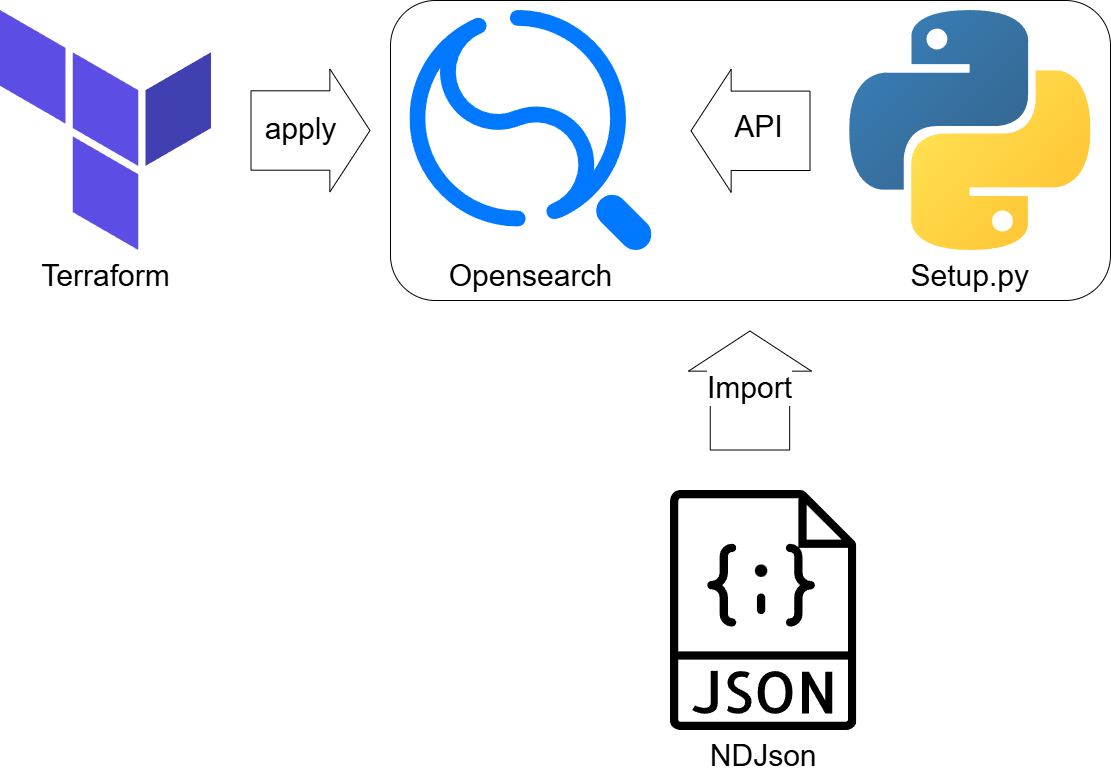 apply
API
Terraform
Opensearch
Setup.py
Import
{;}
JSON
NDJson